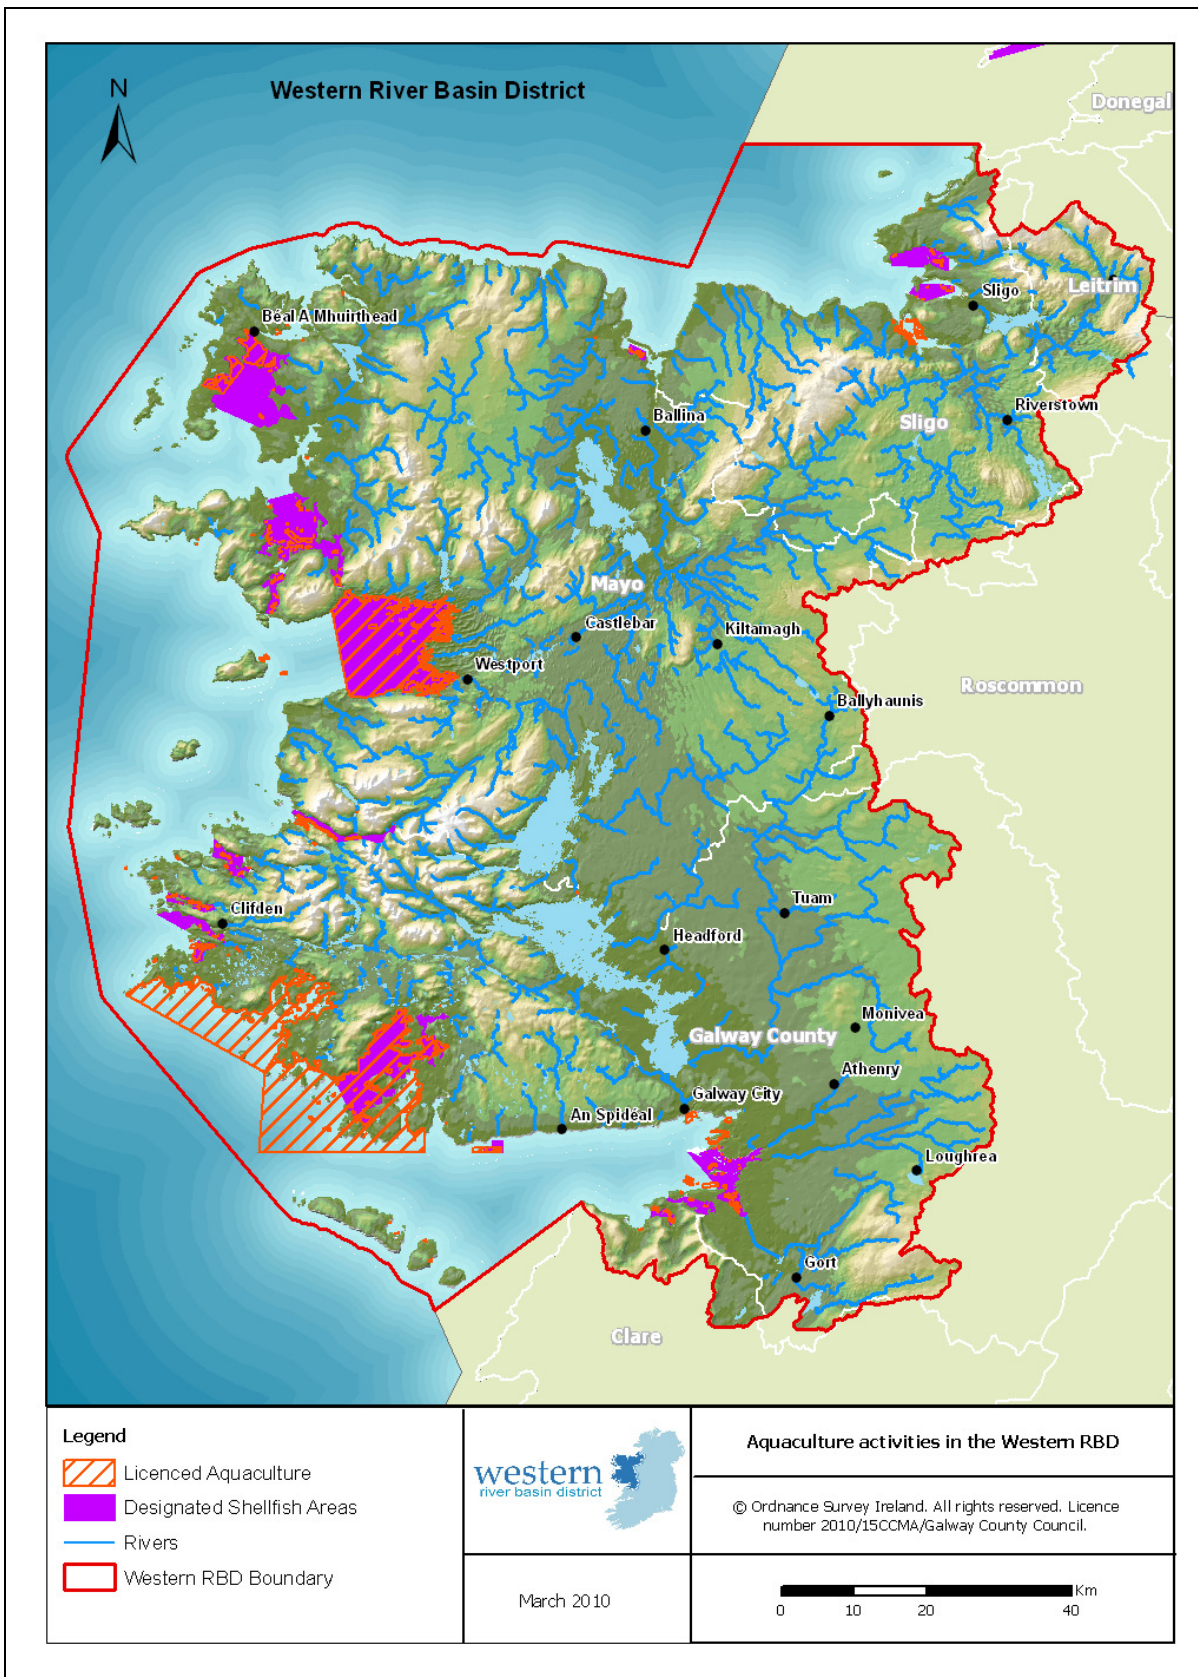 Western River Basin District
N
Donegal
Leitrim
Sligo
Béal A Mhuirthead
Riverstown
Ballina
Sligo
Mayo
Castlebar
Kiltamagh
Westport
Roscommon
Ballyhaunis
Tuam
Clifden
Headford
Monivea
Galway County
Athenry
Galway City
An Spidéal
Loughrea
Gort
Clare
Legend
Licenced Aquaculture
Designated Shellfish Areas
Rivers
Western RBD Boundary
western
river basin district
March 2010
Aquaculture activities in the Western RBD
© Ordnance Survey Ireland. All rights reserved. Licence
number 2010/15CCMA/Galway County Council.
Km
0 10 20 40